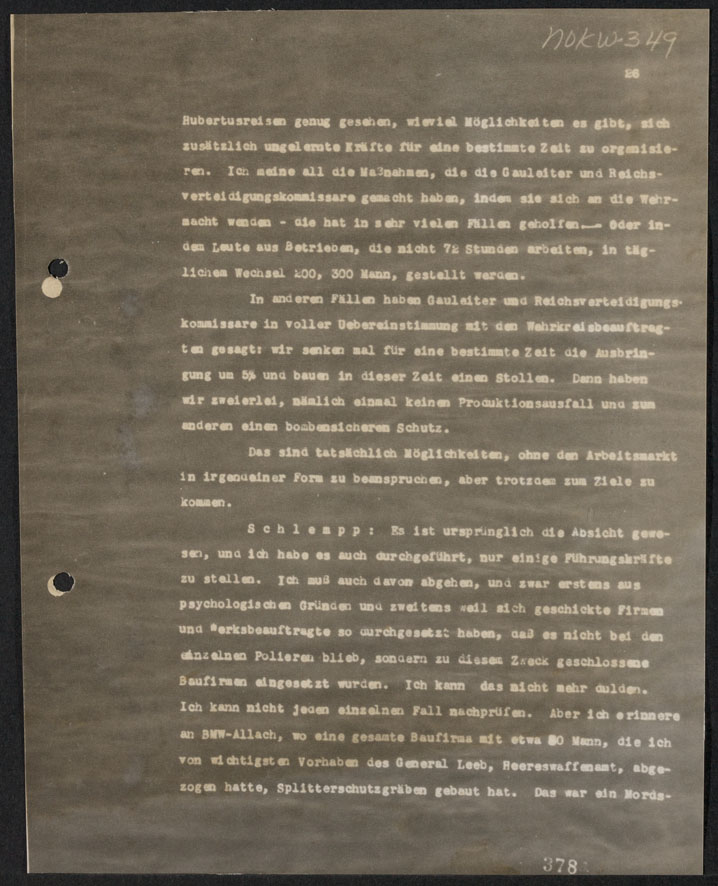 NOKW-349
26
Hubertusreisen genug gesehen, wieviel Möglichkeiten es gibt, sich
zusätzlich ungelernte Kräfte für eine bestimmte Zeit zu organisie-
ren. Ich meine all die Maßnahmen, die die Gauleiter und Reichs-
verteidigungskommissare gemacht haben, indem sie sich an die Wehr-
macht wenden - die hat in sehr vielen Fällen geholfen - oder in-
dem Leute aus Betrieben, die nicht 72 Stunden arbeiten, in täg-
lichem Wechsel 200, 300 Mann, gestellt werden.
In anderen Fällen haben Gauleiter und Reichsverteidigungs-
kommissare in voller Uebereinstimmung mit den Wehrkreisbeauftrag-
ten gesagt: wir senken mal für eine bestimmte Zeit die Ausbrin-
gung um 5% und bauen in dieser Zeit einen Stollen. Dann haben
wir zweierlei, nämlich einmal keinen Produktionsausfall und zum
anderen einen bombensicheren Schutz.
Das sind tatsächlich Möglichkeiten, ohne den Arbeitsmarkt
in irgendeiner Form zu beanspruchen, aber trotzdem zum Ziele zu
kommen.
S c h l e m p p : Es ist ursprünglich die Absicht gewe-
sen, und ich habe es auch durchgeführt, nur einige Führungskräfte
zu stellen. Ich muß auch davon abgehen, und zwar erstens aus
psychologischen Gründen und zweitens weil sich geschickte Firmen
und Werksbeauftragte so durchgesetzt haben, daß es nicht bei den
einzelnen Polieren blieb, sondern zu diesem Zweck geschlossene
Baufirmen eingesetzt wurden. Ich kann das nicht mehr dulden.
Ich kann nicht jeden einzelnen Fall nachprüfen. Aber ich erinnere
an BMW-Allach, wo eine gesamte Baufirma mit etwa 80 Mann, die ich
von wichtigsten Vorhaben des General Leeb, Heereswaffenamt, abge-
zogen hatte, Splitterschutzgräben gebaut hat. Das war ein Mords-
378